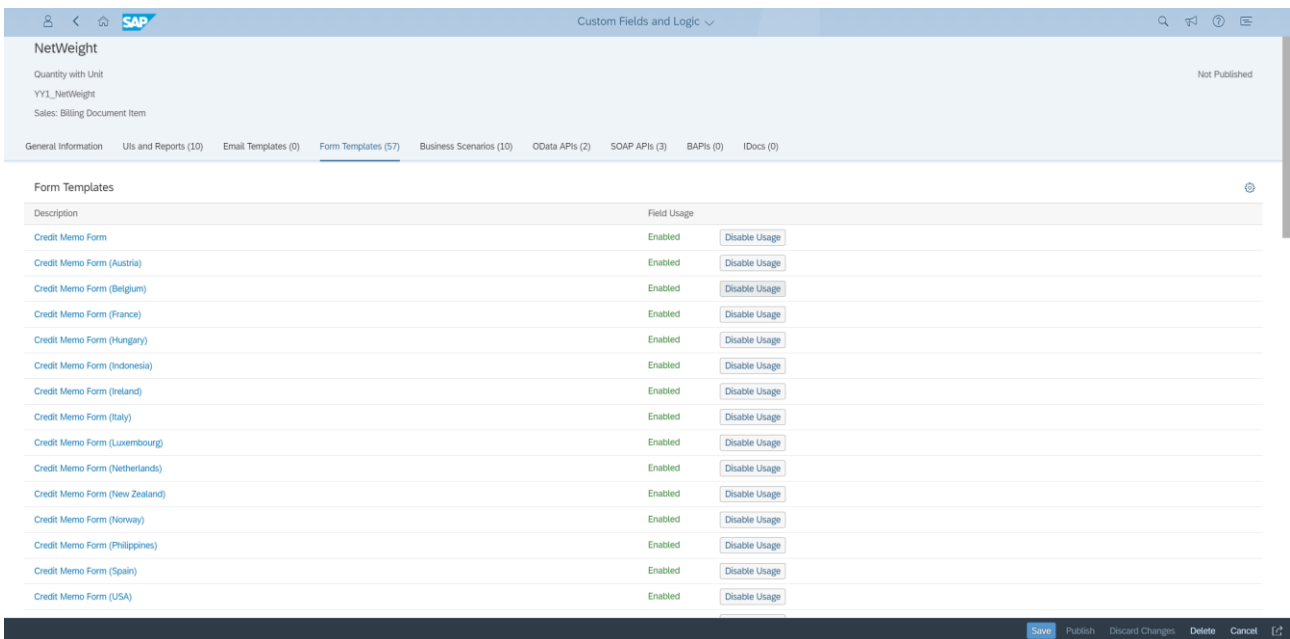 SAP Custom Fields and Logic
NetWeight
Quantity with Unit Not Published
YY1_NetWeight
Sales: Billing Document Item
General Information UIs and Reports (10) Email Templates (0) Form Templates (57) Business Scenarios (10) OData APIs (2) SOAP APIs (3) BAPIs (0) IDocs (0)
Form Templates
Description Field Usage
Credit Memo Form Enabled Disable Usage
Credit Memo Form (Austria) Enabled Disable Usage
Credit Memo Form (Belgium) Enabled Disable Usage
Credit Memo Form (France) Enabled Disable Usage
Credit Memo Form (Hungary) Enabled Disable Usage
Credit Memo Form (Indonesia) Enabled Disable Usage
Credit Memo Form (Ireland) Enabled Disable Usage
Credit Memo Form (Italy) Enabled Disable Usage
Credit Memo Form (Luxembourg) Enabled Disable Usage
Credit Memo Form (Netherlands) Enabled Disable Usage
Credit Memo Form (New Zealand) Enabled Disable Usage
Credit Memo Form (Norway) Enabled Disable Usage
Credit Memo Form (Philippines) Enabled Disable Usage
Credit Memo Form (Spain) Enabled Disable Usage
Credit Memo Form (USA) Enabled Disable Usage
Save Publish Discard Changes Delete Cancel